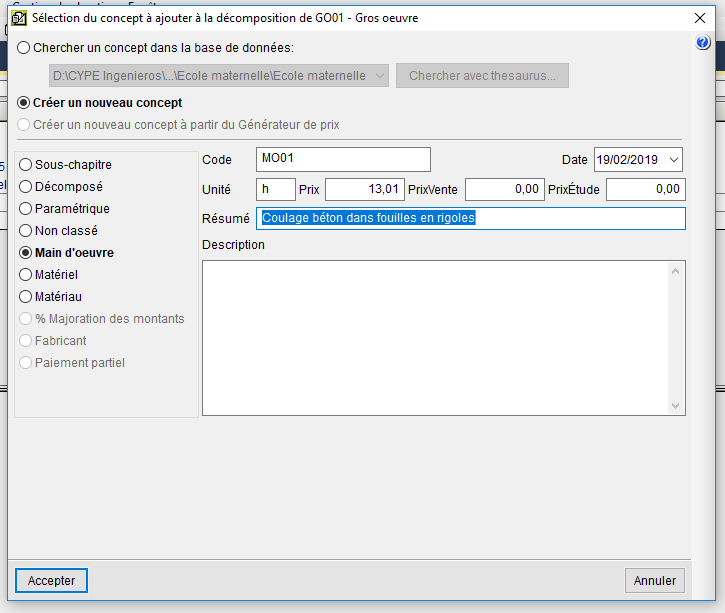 Sélection du concept à ajouter à la décomposition de GO01 - Gros oeuvre
Chercher un concept dans la base de données:
D:\CYPE Ingenieros\...\Ecole maternelle\Ecole maternelle
Chercher avec thesaurus...
Créer un nouveau concept
Créer un nouveau concept à partir du Générateur de prix
Sous-chapitre
Décomposé
Paramétrique
Non classé
Main d'oeuvre
Matériel
Matériau
% Majoration des montants
Fabricant
Paiement partiel
Code MO01 Date 19/02/2019
Unité h Prix 13,01 PrixVente 0,00 PrixÉtude 0,00
Résumé Coulage béton dans fouilles en rigoles
Description
Accepter
Annuler